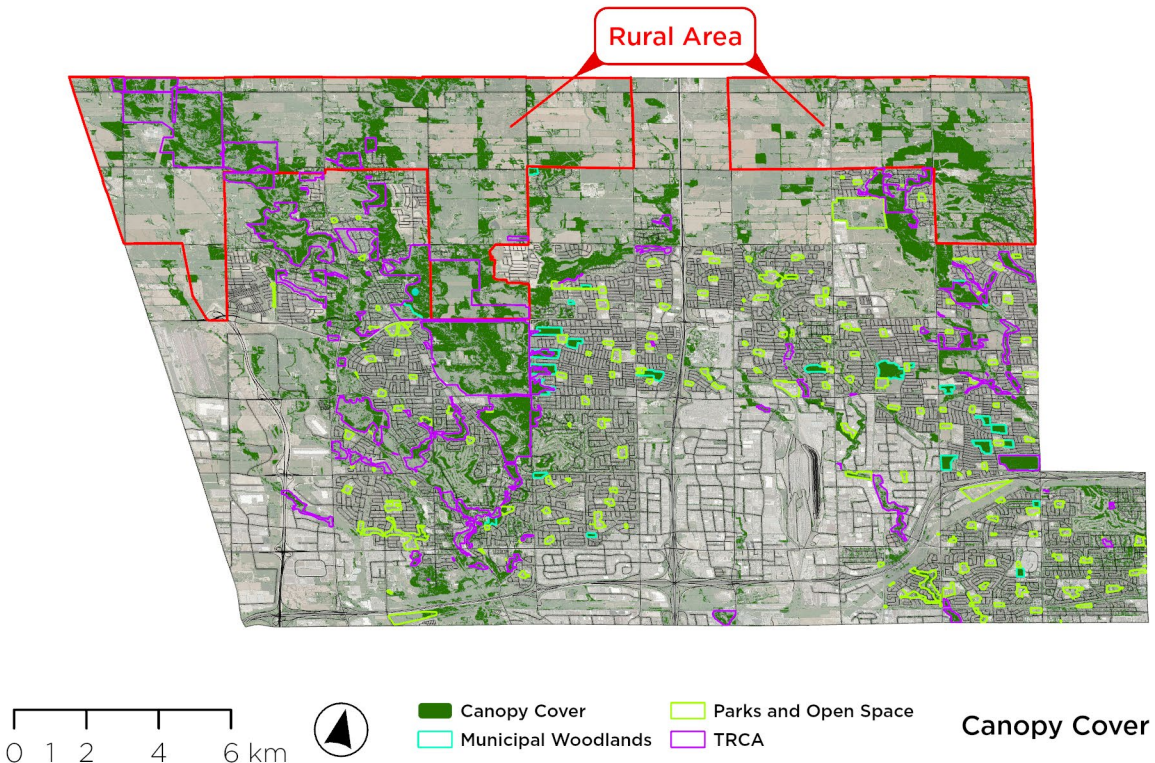 Rural Area
0 1 2 4 6 km
Canopy Cover
Municipal Woodlands
Parks and Open Space
TRCA
Canopy Cover